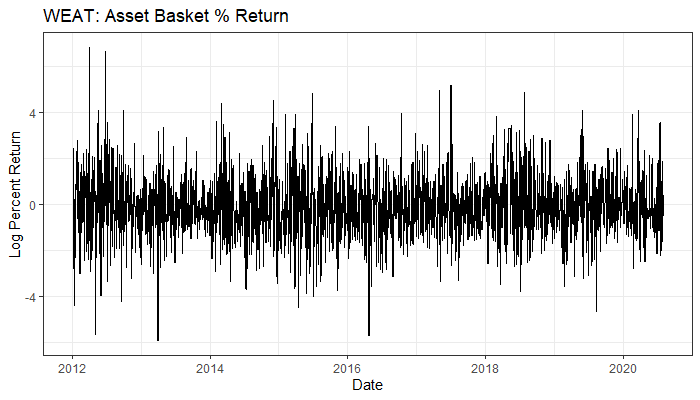 WEAT: Asset Basket % Return
Log Percent Return
4
0
-4
2012 2014 2016 2018 2020
Date